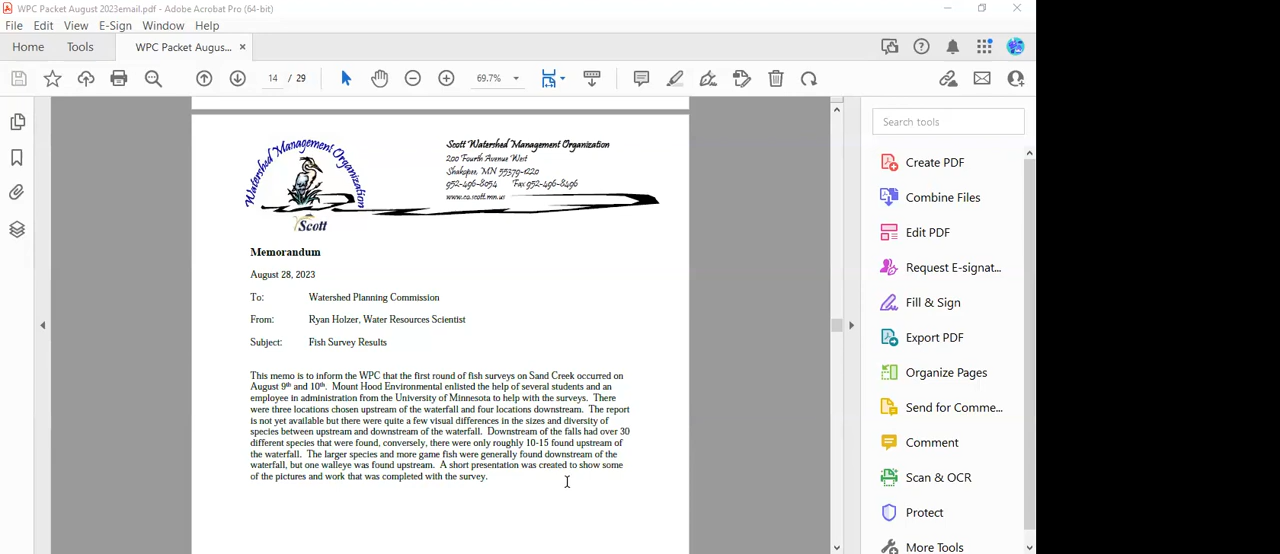 WPC Packet August 2023email.pdf - Adobe Acrobat Pro (64-bit)
File Edit View E-Sign Window Help
Home Tools WPC Packet Augus... ×
14 / 29 69.7%
Watershed Management Organization
Scott
Scott Watershed Management Organization
200 Fourth Avenue West
Shakopee, MN 55379-1220
952-496-8054 Fax 952-496-8496
www.co.scott.mn.us
Memorandum
August 28, 2023
To: Watershed Planning Commission
From: Ryan Holzer, Water Resources Scientist
Subject: Fish Survey Results
This memo is to inform the WPC that the first round of fish surveys on Sand Creek occurred on
August 9th and 10th. Mount Hood Environmental enlisted the help of several students and an
employee in administration from the University of Minnesota to help with the surveys. There
were three locations chosen upstream of the waterfall and four locations downstream. The report
is not yet available but there were quite a few visual differences in the sizes and diversity of
species between upstream and downstream of the waterfall. Downstream of the falls had over 30
different species that were found, conversely, there were only roughly 10-15 found upstream of
the waterfall. The larger species and more game fish were generally found downstream of the
waterfall, but one walleye was found upstream. A short presentation was created to show some
of the pictures and work that was completed with the survey.
Search tools
Create PDF
Combine Files
Edit PDF
Request E-signat...
Fill & Sign
Export PDF
Organize Pages
Send for Comme...
Comment
Scan & OCR
Protect
More Tools